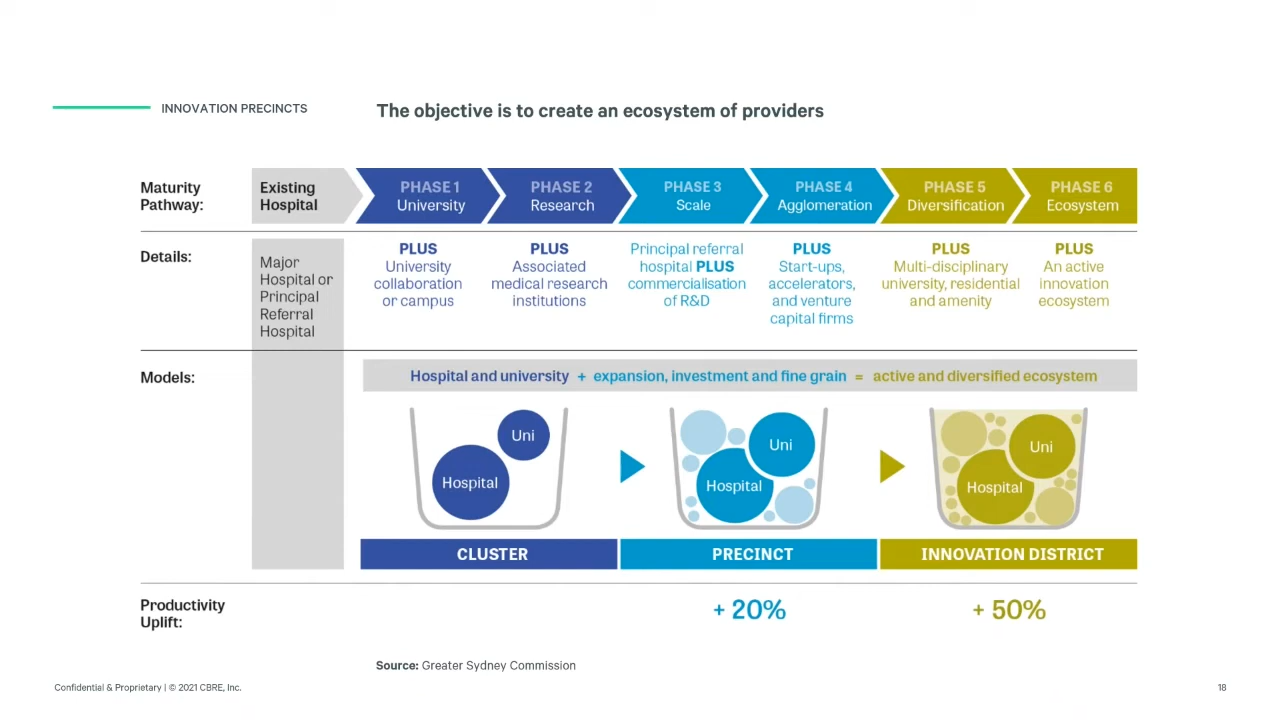 INNOVATION PRECINCTS
The objective is to create an ecosystem of providers
Maturity
Pathway:
Existing
Hospital
PHASE 1
University
PHASE 2
Research
PHASE 3
Scale
PHASE 4
Agglomeration
PHASE 5
Diversification
PHASE 6
Ecosystem
Details:
Major
Hospital or
Principal
Referral
Hospital
PLUS
University
collaboration
or campus
PLUS
Associated
medical research
institutions
Principal referral
hospital PLUS
commercialisation
of R&D
PLUS
Start-ups,
accelerators,
and venture
capital firms
PLUS
Multi-disciplinary
university, residential
and amenity
PLUS
An active
innovation
ecosystem
Models:
Hospital and university + expansion, investment and fine grain = active and diversified ecosystem
Uni
Hospital
Uni
Hospital
Uni
Hospital
CLUSTER
PRECINCT
INNOVATION DISTRICT
Productivity
Uplift:
+ 20%
+ 50%
Source: Greater Sydney Commission
Confidential & Proprietary | © 2021 CBRE, Inc.
18